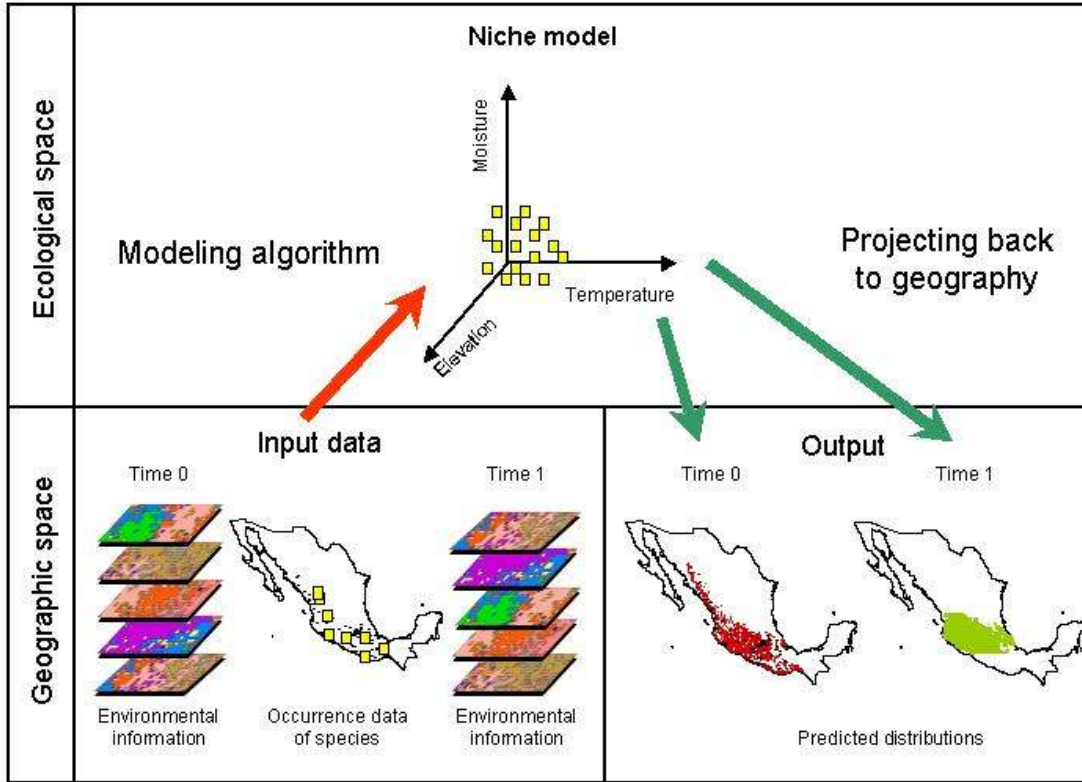 Niche model
Ecological space
Moisture
Modeling algorithm
Projecting back
to geography
Temperature
Elevation
Geographic space
Input data
Time 0
Time 1
Environmental
information
Occurrence data
of species
Environmental
information
Output
Time 0
Time 1
Predicted distributions